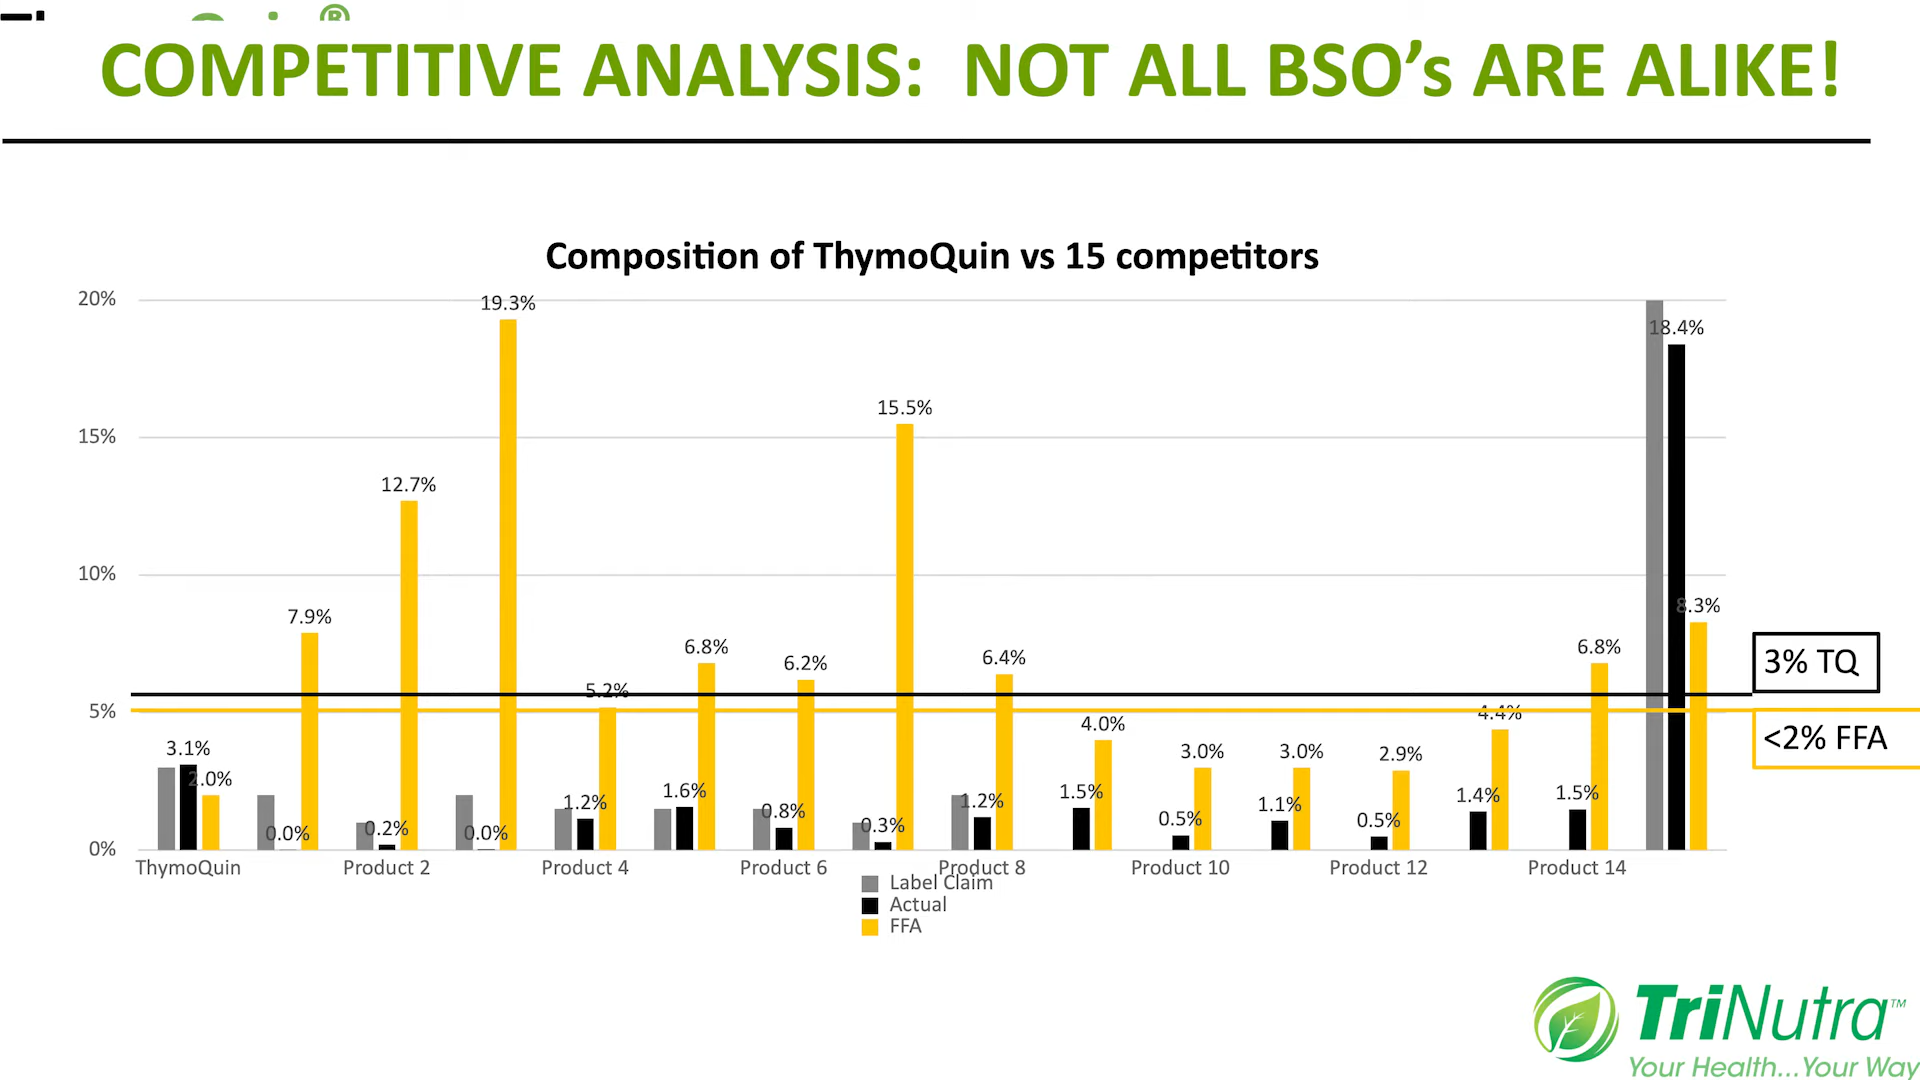 ®
COMPETITIVE ANALYSIS: NOT ALL BSO’s ARE ALIKE!
Composition of ThymoQuin vs 15 competitors
20%
15%
10%
5%
0%
3.1%
2.0%
0.0%
7.9%
0.2%
12.7%
0.0%
19.3%
1.2%
5.2%
1.6%
6.8%
0.8%
6.2%
0.3%
15.5%
1.2%
6.4%
1.5%
4.0%
0.5%
3.0%
1.1%
3.0%
0.5%
2.9%
1.4%
4.4%
1.5%
6.8%
18.4%
8.3%
3% TQ
<2% FFA
ThymoQuin
Product 2
Product 4
Product 6
Product 8
Product 10
Product 12
Product 14
Label Claim
Actual
FFA
TriNutra™
Your Health...Your Way